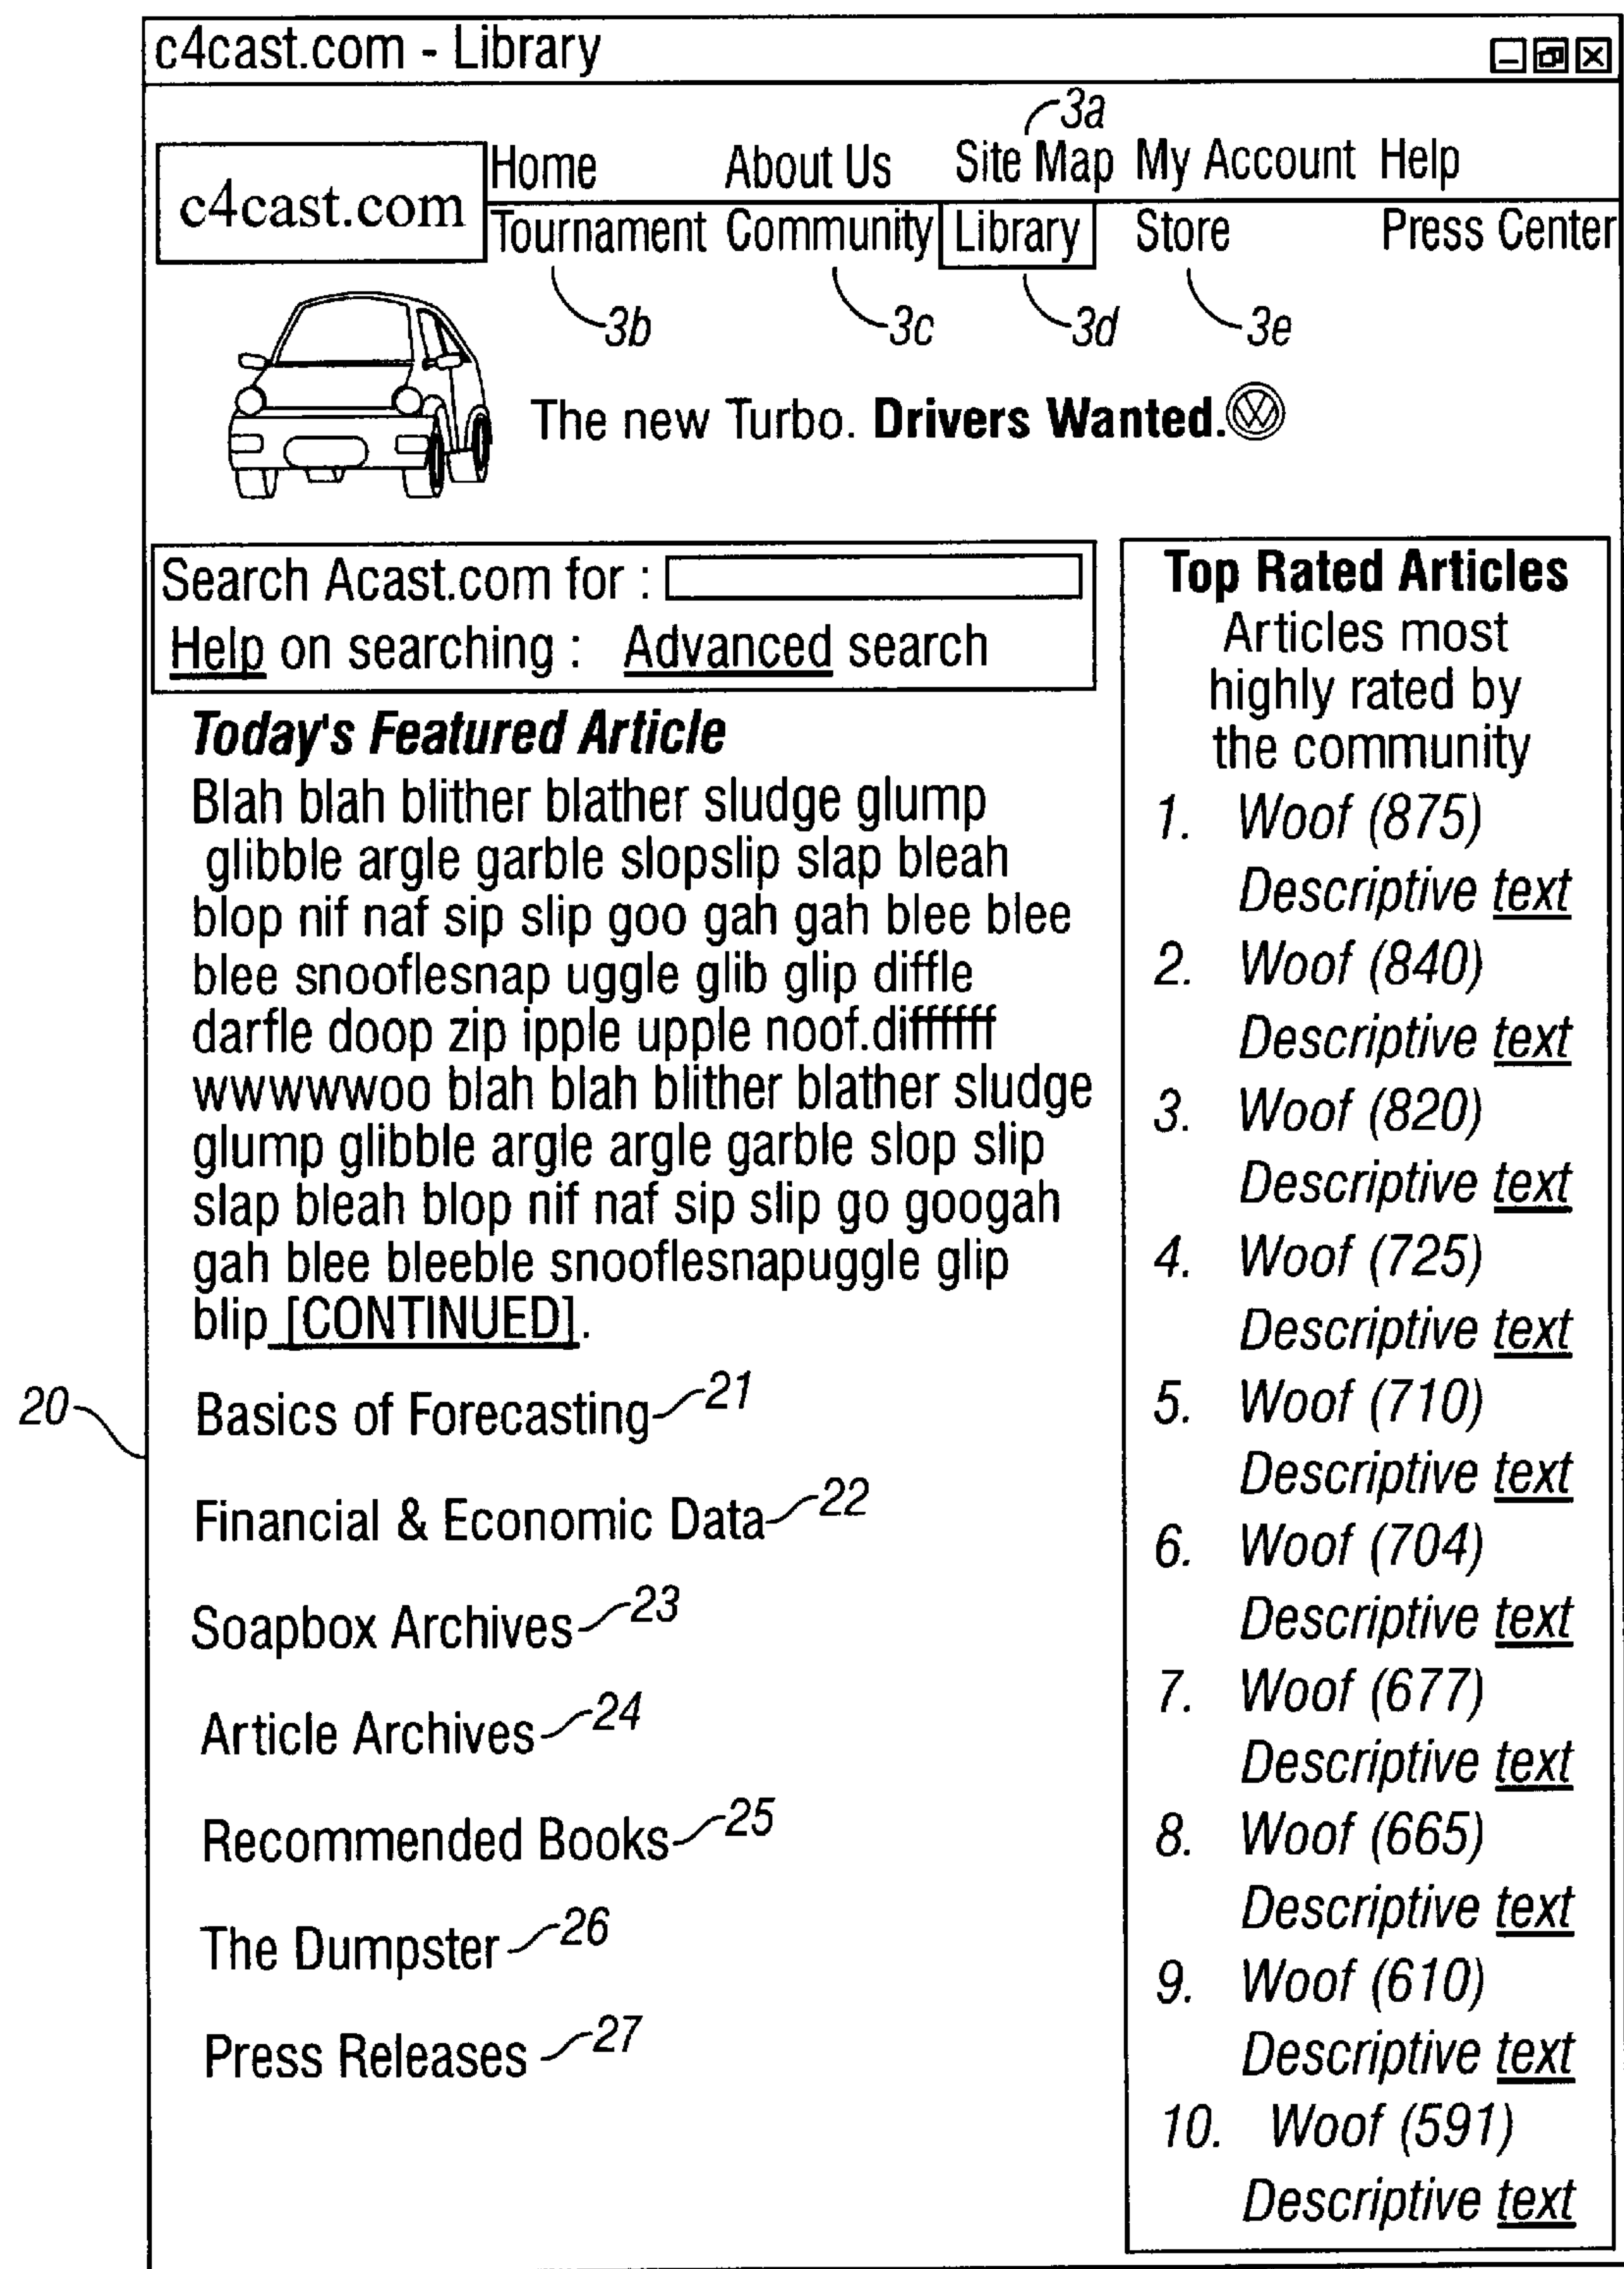 c4cast.com - Library
3a
c4cast.com
Home About Us Site Map My Account Help
Tournament Community Library Store Press Center
3b 3c 3d 3e
The new Turbo. Drivers Wanted.
Search Acast.com for :
Help on searching : Advanced search
Today's Featured Article
Blah blah blither blather sludge glump
glibble argle garble slopslip slap bleah
blop nif naf sip slip goo gah gah blee blee
blee snooflesnap uggle glib glip diffle
darfle doop zip ipple upple noof.diffffff
wwwwwoo blah blah blither blather sludge
glump glibble argle argle garble slop slip
slap bleah blop nif naf sip slip go googah
gah blee bleeble snooflesnapuggle glip
blip [CONTINUED].
20
Basics of Forecasting 21
Financial & Economic Data 22
Soapbox Archives 23
Article Archives 24
Recommended Books 25
The Dumpster 26
Press Releases 27
Top Rated Articles
Articles most
highly rated by
the community
1. Woof (875)
Descriptive text
2. Woof (840)
Descriptive text
3. Woof (820)
Descriptive text
4. Woof (725)
Descriptive text
5. Woof (710)
Descriptive text
6. Woof (704)
Descriptive text
7. Woof (677)
Descriptive text
8. Woof (665)
Descriptive text
9. Woof (610)
Descriptive text
10. Woof (591)
Descriptive text